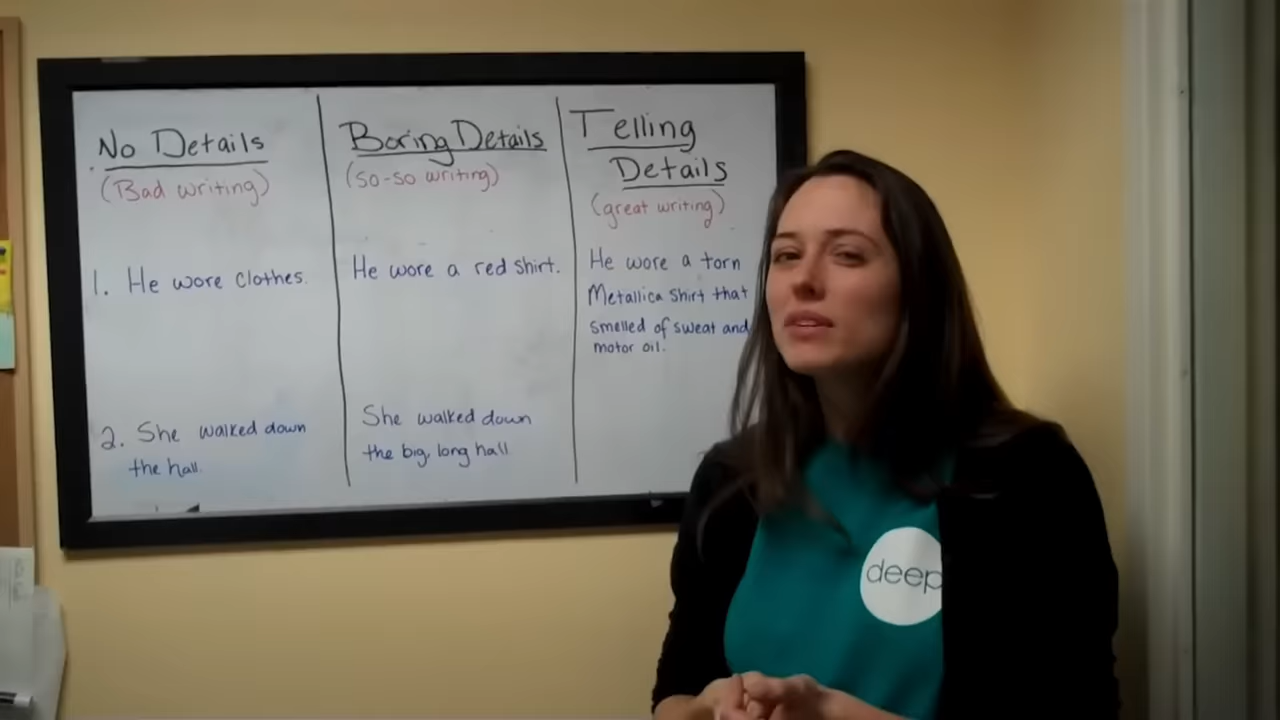 No Details
(Bad writing)
1. He wore clothes.
2. She walked down
the hall.
Boring Details
(so-so writing)
He wore a red shirt.
She walked down
the big, long hall
Telling
Details
(great writing)
He wore a torn
Metallica shirt that
smelled of sweat and
motor oil.
deep